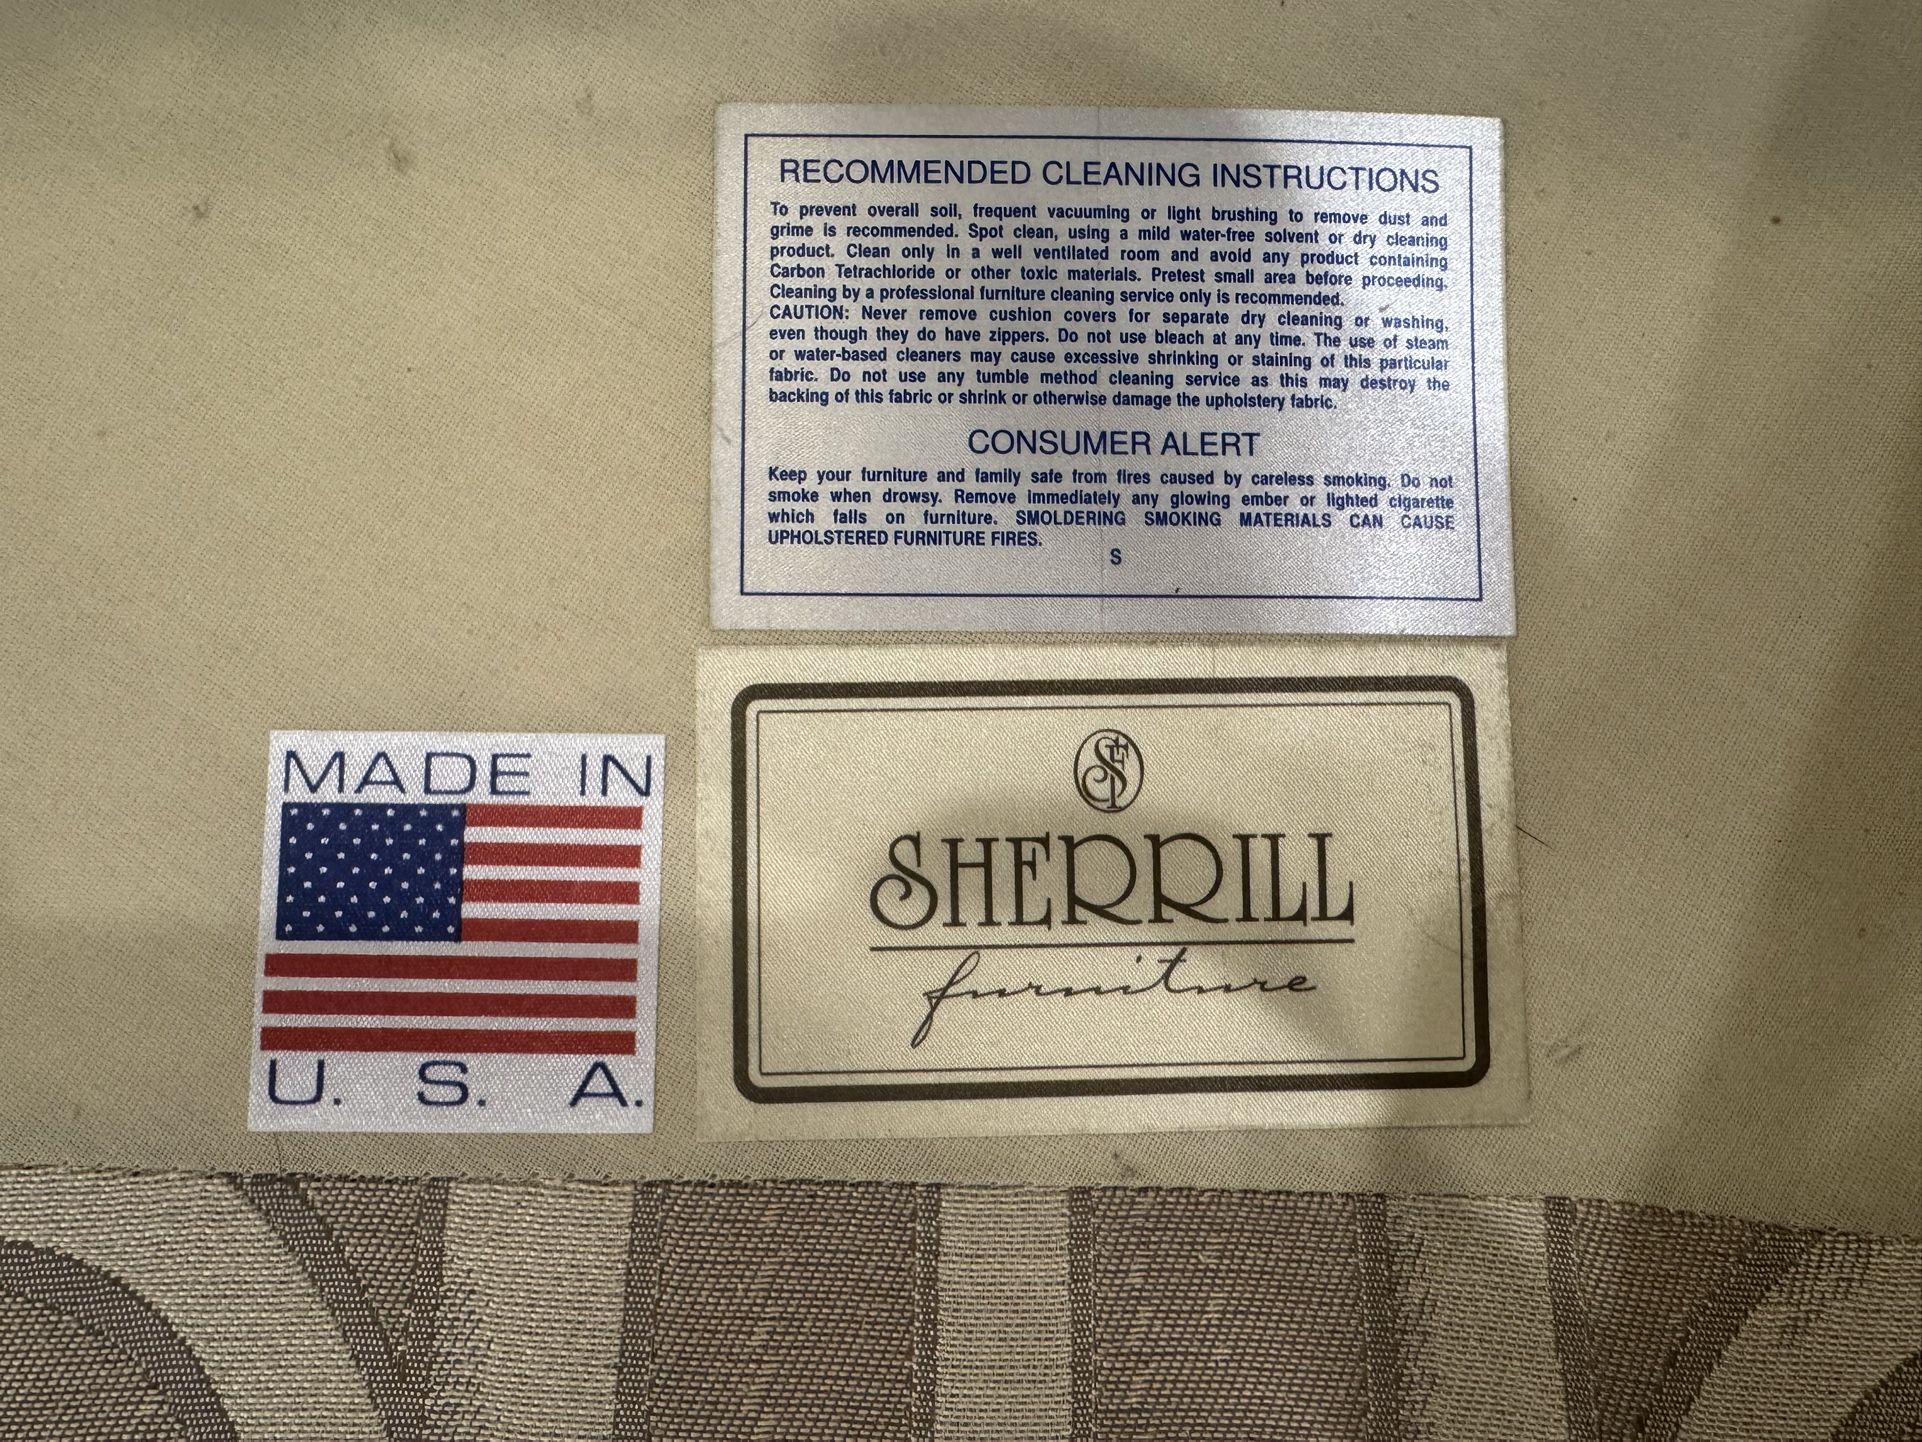 RECOMMENDED CLEANING INSTRUCTIONS
To prevent overall soil, frequent vacuuming or light brushing to remove dust and
grime is recommended. Spot clean, using a mild water-free solvent or dry cleaning
product. Clean only in a well ventilated room and avoid any product containing
Carbon Tetrachloride or other toxic materials. Pretest small area before proceeding.
Cleaning by a professional furniture cleaning service only is recommended.
CAUTION: Never remove cushion covers for separate dry cleaning or washing,
even though they do have zippers. Do not use bleach at any time. The use of steam
or water-based cleaners may cause excessive shrinking or staining of this particular
fabric. Do not use any tumble method cleaning service as this may destroy the
backing of this fabric or shrink or otherwise damage the upholstery fabric.
CONSUMER ALERT
Keep your furniture and family safe from fires caused by careless smoking. Do not
smoke when drowsy. Remove immediately any glowing ember or lighted cigarette
which falls on furniture. SMOLDERING SMOKING MATERIALS CAN CAUSE
UPHOLSTERED FURNITURE FIRES.
S
MADE IN
U. S. A.
SFI
SHERRILL
furniture